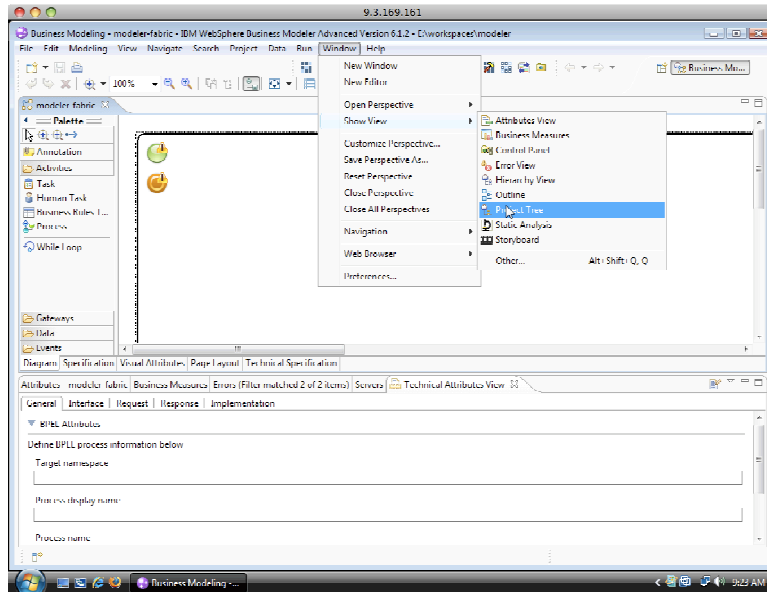 9.3.169.161
Business Modeling - modeler-fabric - IBM WebSphere Business Modeler Advanced Version 6.1.2 - E:\workspaces\modeler
File Edit Modeling View Navigate Search Project Data Run Window Help
100%
Business Mo...
modeler-fabric
Palette
Annotation
Activities
Task
Human Task
Business Rules T...
Process
While Loop
Gateways
Data
Events
New Window
New Editor
Open Perspective
Show View
Customize Perspective...
Save Perspective As...
Reset Perspective
Close Perspective
Close All Perspectives
Navigation
Web Browser
Preferences...
Attributes View
Business Measures
Control Panel
Error View
Hierarchy View
Outline
Project Tree
Static Analysis
Storyboard
Other... Alt+Shift+Q, Q
Diagram Specification Visual Attributes Page Layout Technical Specification
Attributes - modeler-fabric Business Measures Errors (Filter matched 2 of 2 items) Servers Technical Attributes View
General Interface Request Response Implementation
BPEL Attributes
Define BPEL process information below
Target namespace
Process display name
Process name
Business Modeling - ...
9:23 AM